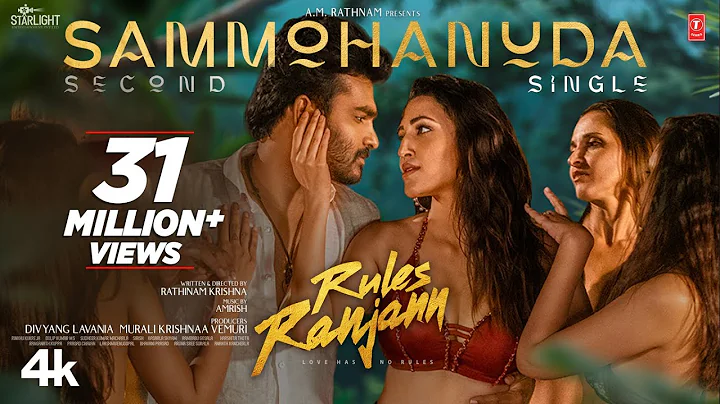 STARLIGHT
A.M. RATHNAM PRESENTS
SAMMOHANUDA
SECOND SINGLE
T-Series
31
MILLION+
VIEWS
WRITTEN & DIRECTED BY
RATHINAM KRISHNA
MUSIC BY
AMRISH
PRODUCERS
DIVYANG LAVANIA MURALI KRISHNAA VEMURI
Rules
Ranjann
LOVE HAS NO RULES
4k